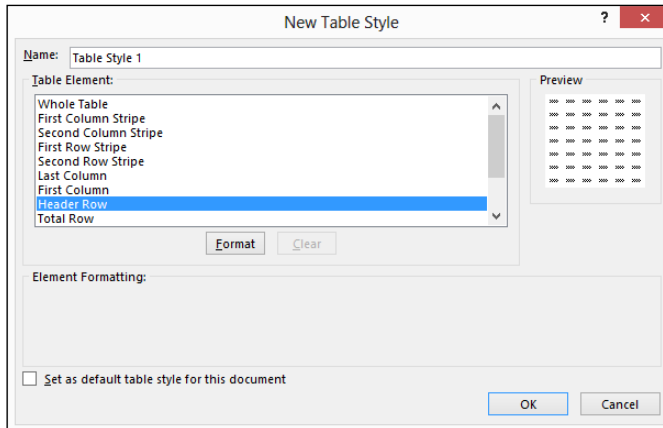 New Table Style
?
Name: Table Style 1
Table Element:
Preview
Whole Table
First Column Stripe
Second Column Stripe
First Row Stripe
Second Row Stripe
Last Column
First Column
Header Row
Total Row
Format Clear
Element Formatting:
Set as default table style for this document
OK Cancel